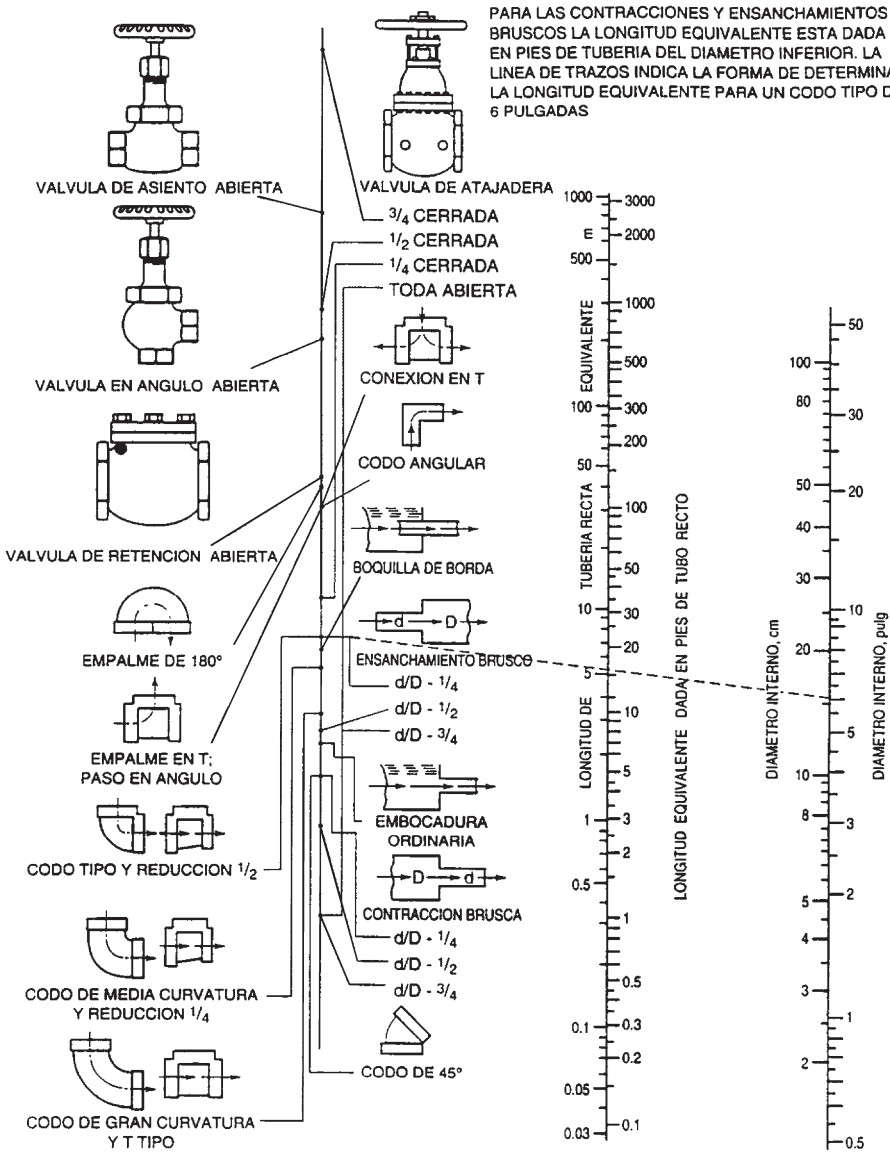 PARA LAS CONTRACCIONES Y ENSANCHAMIENTOS
BRUSCOS LA LONGITUD EQUIVALENTE ESTA DADA
EN PIES DE TUBERIA DEL DIAMETRO INFERIOR. LA
LINEA DE TRAZOS INDICA LA FORMA DE DETERMINA
LA LONGITUD EQUIVALENTE PARA UN CODO TIPO D
6 PULGADAS
VALVULA DE ASIENTO ABIERTA
VALVULA EN ANGULO ABIERTA
VALVULA DE RETENCION ABIERTA
EMPALME DE 180°
EMPALME EN T;
PASO EN ANGULO
CODO TIPO Y REDUCCION 1/2
CODO DE MEDIA CURVATURA
Y REDUCCION 1/4
CODO DE GRAN CURVATURA
Y T TIPO
VALVULA DE ATAJADERA
3/4 CERRADA
1/2 CERRADA
1/4 CERRADA
TODA ABIERTA
CONEXION EN T
CODO ANGULAR
BOQUILLA DE BORDA
d D
ENSANCHAMIENTO BRUSCO
d/D - 1/4
d/D - 1/2
d/D - 3/4
EMBOCADURA
ORDINARIA
D d
CONTRACCION BRUSCA
d/D - 1/4
d/D - 1/2
d/D - 3/4
CODO DE 45°
LONGITUD DE TUBERIA RECTA EQUIVALENTE
m
1000
500
100
50
10
5
1
0.5
0.1
0.05
0.03
3000
2000
1000
500
300
200
100
50
30
20
10
5
3
2
1
0.5
0.3
0.2
0.1
LONGITUD EQUIVALENTE DADA EN PIES DE TUBO RECTO
DIAMETRO INTERNO, cm
100
80
50
40
30
20
10
8
5
4
3
2
50
30
20
10
5
3
2
1
0.5
DIAMETRO INTERNO, pulg